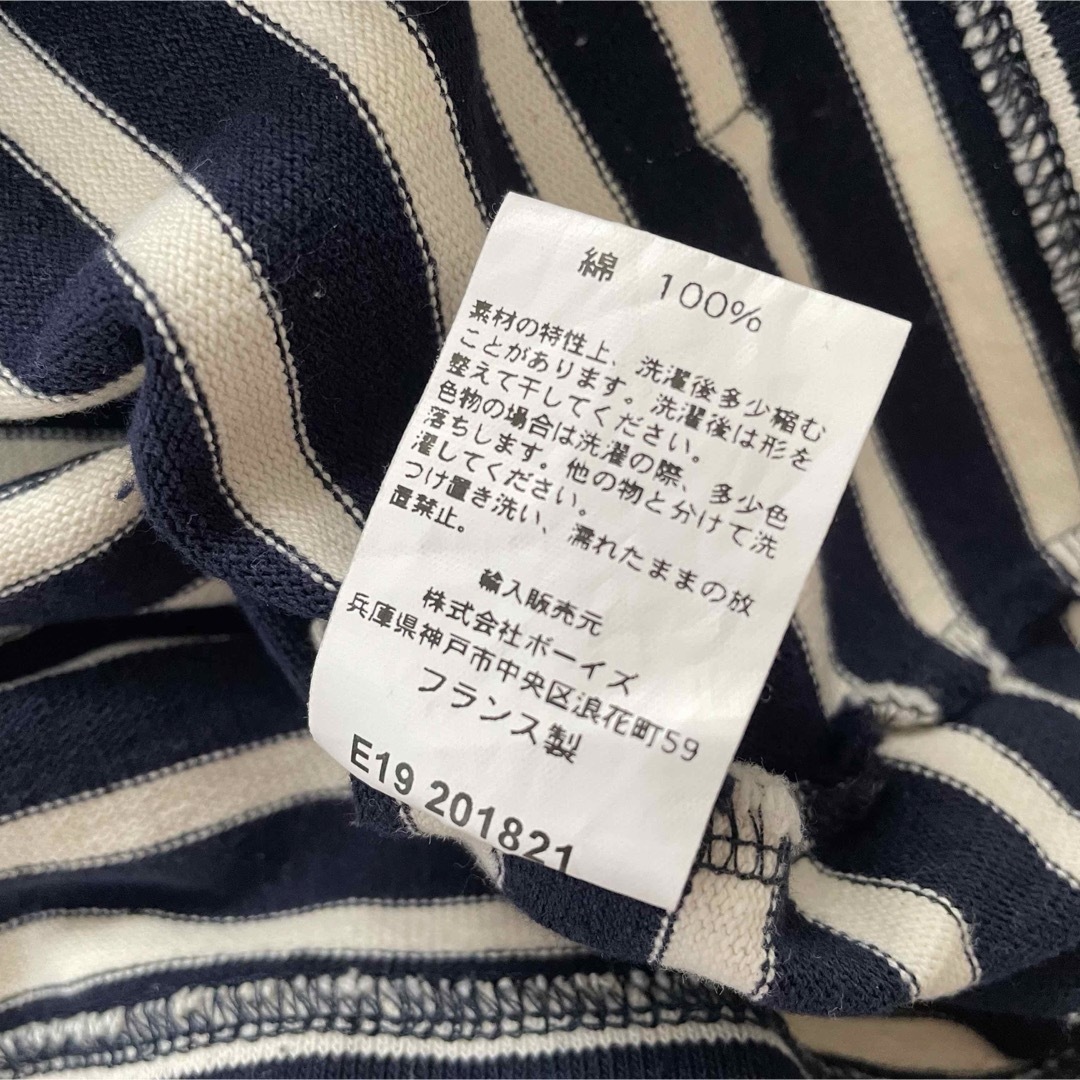 綿 100%
素材の特性上、洗濯後多少縮む
ことがあります。洗濯後は形を
整えて干してください。
色物の場合は洗濯の際、多少色
落ちします。他の物と分けて洗
濯してください。
つけ置き洗い、濡れたままの放
置禁止。
輸入販売元
株式会社ボーイズ
兵庫県神戸市中央区浪花町59
フランス製
E19 201821